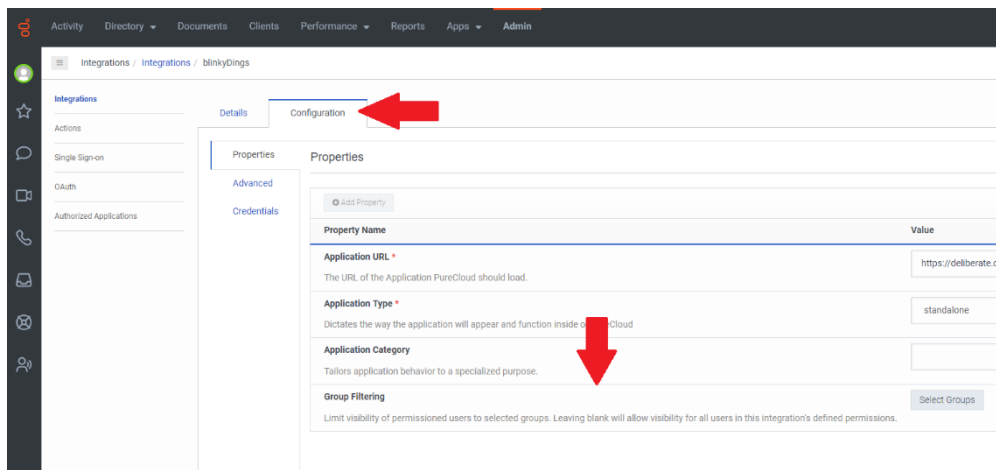 Activity Directory Documents Clients Performance Reports Apps Admin
Integrations / Integrations / blinkyDings
Integrations
Actions
Single Sign-on
OAuth
Authorized Applications
Details Configuration
Properties
Advanced
Credentials
Properties
Add Property
Property Name Value
Application URL *
https://deliberate.
The URL of the Application PureCloud should load.
Application Type *
standalone
Dictates the way the application will appear and function inside Cloud
Application Category
Tailors application behavior to a specialized purpose.
Group Filtering
Select Groups
Limit visibility of permissioned users to selected groups. Leaving blank will allow visibility for all users in this integration's defined permissions.